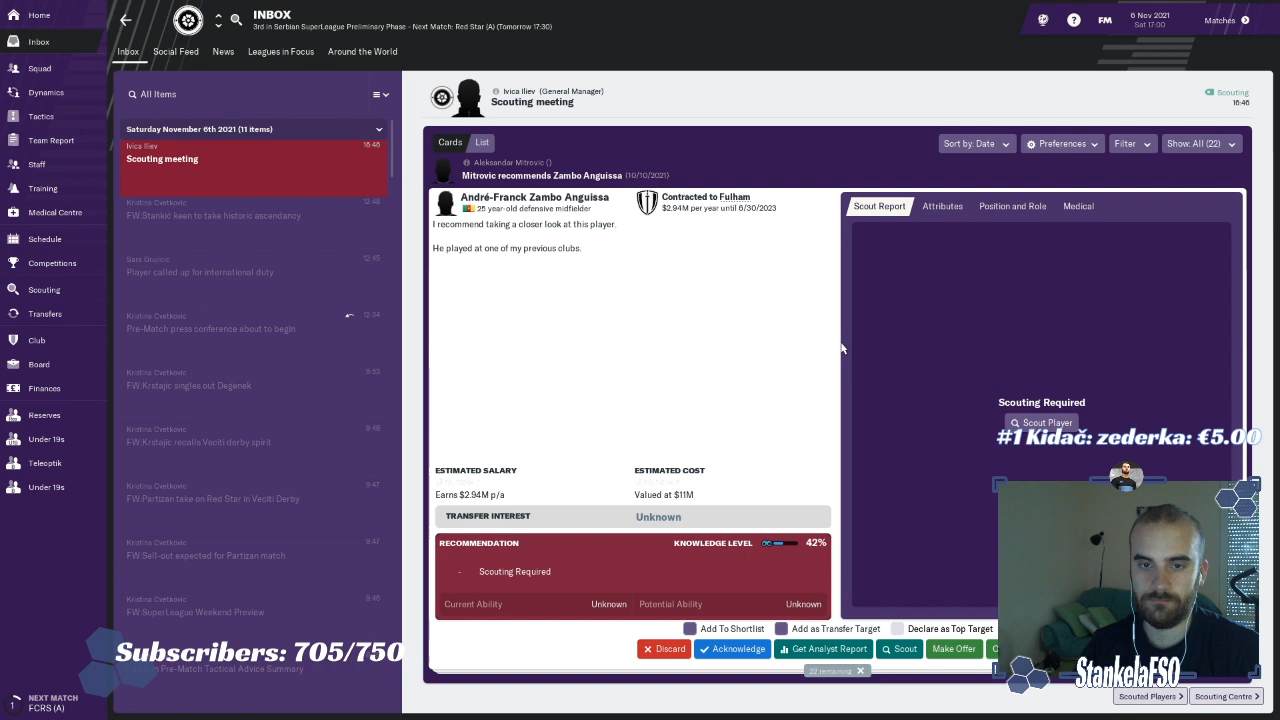 Home
Inbox
Squad
Dynamics
Tactics
Team Report
Staff
Training
Medical Centre
Schedule
Competitions
Scouting
Transfers
Club
Board
Finances
Reserves
Under 19s
Teleoptik
Under 19s
NEXT MATCH
FCRS (A)
INBOX
3rd in Serbian SuperLeague Preliminary Phase - Next Match: Red Star (A) (Tomorrow 17:30)
FM
6 Nov 2021
Sat 17:00
Matches
Inbox
Social Feed
News
Leagues in Focus
Around the World
All Items
Saturday November 6th 2021 (11 items)
Ivica Iliev 16:46
Scouting meeting
Kristina Cvetkovic 12:48
FW:Stankic keen to take historic ascendancy
Sara Grujicic 12:45
Player called up for international duty
Kristina Cvetkovic 12:34
Pre-Match press conference about to begin
Kristina Cvetkovic 9:53
FW:Krstajic singles out Degenek
Kristina Cvetkovic 9:48
FW:Krstajic recalls Veciti derby spirit
Kristina Cvetkovic 9:47
FW:Partizan take on Red Star in Veciti Derby
Kristina Cvetkovic 9:47
FW:Sell-out expected for Partizan match
Kristina Cvetkovic 9:46
FW:SuperLeague Weekend Preview
Pre-Match Tactical Advice Summary
Subscribers: 705/750
Ivica Iliev (General Manager)
Scouting meeting
Scouting
16:46
Cards
List
Sort by: Date
Preferences
Filter
Show: All (22)
Aleksandar Mitrovic ()
Mitrovic recommends Zambo Anguissa (10/10/2021)
André-Franck Zambo Anguissa
25 year-old defensive midfielder
Contracted to Fulham
$2.94M per year until 6/30/2023
I recommend taking a closer look at this player.
He played at one of my previous clubs.
Scout Report
Attributes
Position and Role
Medical
Scouting Required
Scout Player
#1 Kidač: zederka: €5.00
ESTIMATED SALARY
Earns $2.94M p/a
ESTIMATED COST
Valued at $11M
TRANSFER INTEREST
Unknown
RECOMMENDATION
KNOWLEDGE LEVEL 42%
- Scouting Required
Current Ability Unknown
Potential Ability Unknown
Add To Shortlist
Add as Transfer Target
Declare as Top Target
Discard
Acknowledge
Get Analyst Report
Scout
Make Offer
22 remaining
StankelaFSO
Scouted Players
Scouting Centre